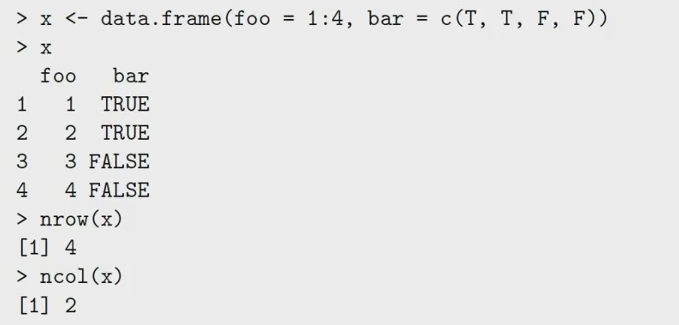 > x <- data.frame(foo = 1:4, bar = c(T, T, F, F))
> x
  foo   bar
1   1  TRUE
2   2  TRUE
3   3 FALSE
4   4 FALSE
> nrow(x)
[1] 4
> ncol(x)
[1] 2